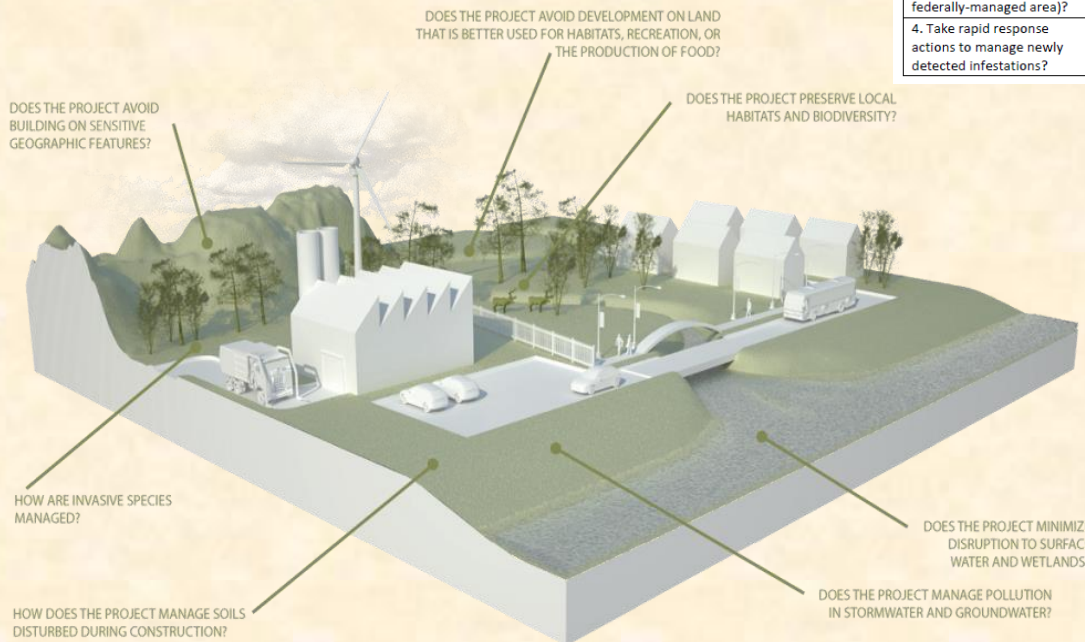 federally-managed area)?
4. Take rapid response
actions to manage newly
detected infestations?
DOES THE PROJECT AVOID DEVELOPMENT ON LAND
THAT IS BETTER USED FOR HABITATS, RECREATION, OR
THE PRODUCTION OF FOOD?
DOES THE PROJECT AVOID
BUILDING ON SENSITIVE
GEOGRAPHIC FEATURES?
DOES THE PROJECT PRESERVE LOCAL
HABITATS AND BIODIVERSITY?
HOW ARE INVASIVE SPECIES
MANAGED?
DOES THE PROJECT MINIMIZ
DISRUPTION TO SURFAC
WATER AND WETLANDS
DOES THE PROJECT MANAGE POLLUTION
IN STORMWATER AND GROUNDWATER?
HOW DOES THE PROJECT MANAGE SOILS
DISTURBED DURING CONSTRUCTION?